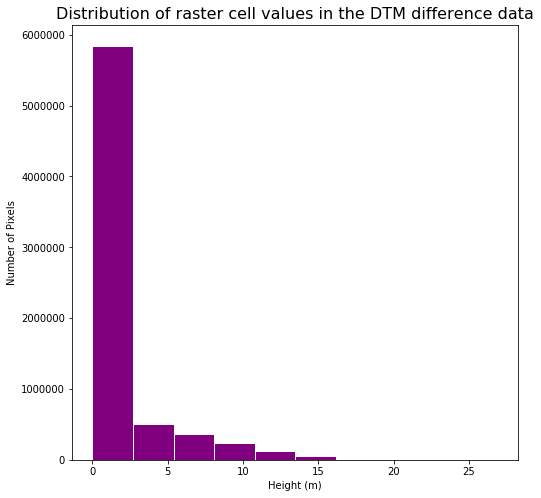 Distribution of raster cell values in the DTM difference data
6000000
5000000
4000000
3000000
2000000
1000000
0
Number of Pixels
0 5 10 15 20 25
Height (m)